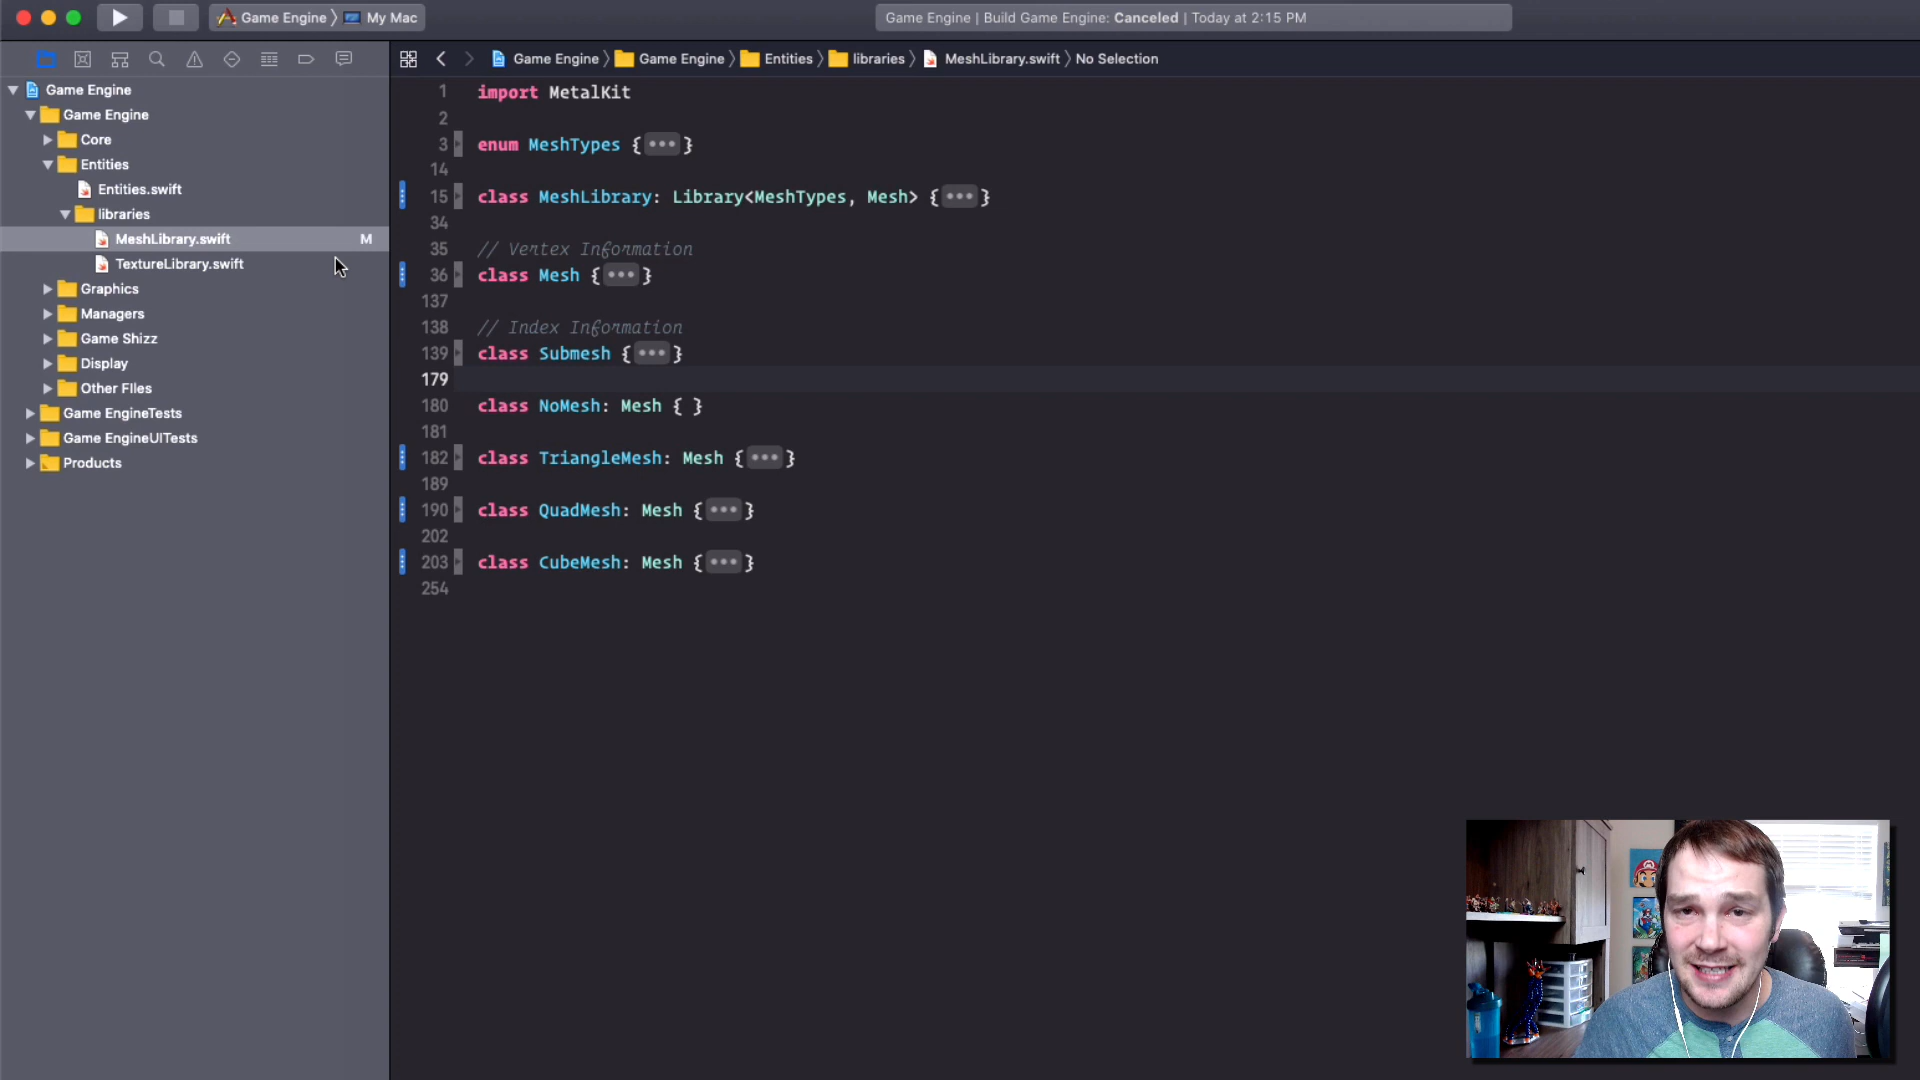 Game Engine 〉 My Mac
Game Engine | Build Game Engine: Canceled | Today at 2:15 PM
Game Engine
Game Engine
Core
Entities
Entities.swift
libraries
MeshLibrary.swift M
TextureLibrary.swift
Graphics
Managers
Game Shizz
Display
Other FIles
Game EngineTests
Game EngineUITests
Products
Game Engine 〉 Game Engine 〉 Entities 〉 libraries 〉 MeshLibrary.swift 〉 No Selection
1 import MetalKit
2
3 enum MeshTypes {•••}
14
15 class MeshLibrary: Library<MeshTypes, Mesh> {•••}
34
35 // Vertex Information
36 class Mesh {•••}
137
138 // Index Information
139 class Submesh {•••}
179
180 class NoMesh: Mesh { }
181
182 class TriangleMesh: Mesh {•••}
189
190 class QuadMesh: Mesh {•••}
202
203 class CubeMesh: Mesh {•••}
254